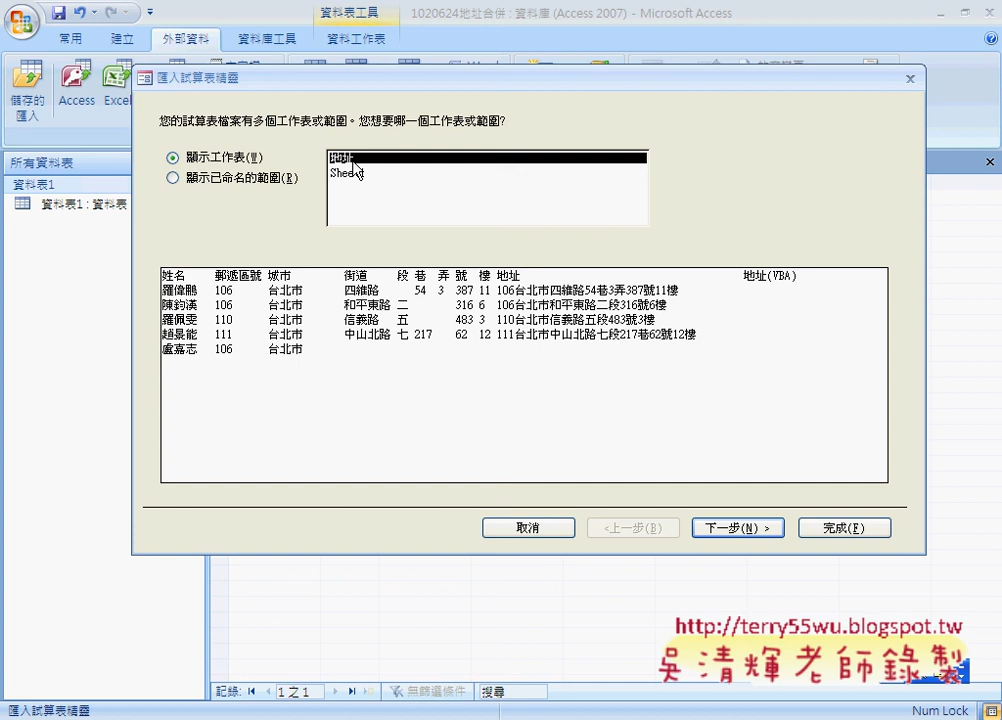 資料表工具
1020624地址合併 : 資料庫 (Access 2007) - Microsoft Access
常用 建立 外部資料 資料庫工具 資料工作表
儲存的
匯入
Access
Excel
匯入試算表精靈
所有資料表
資料表1
資料表1 : 資料表
您的試算表檔案有多個工作表或範圍。您想要哪一個工作表或範圍?
顯示工作表(W)
顯示已命名的範圍(R)
地址
姓名 郵遞區號 城市 街道 段 巷 弄 號 樓 地址 地址(VBA)
羅偉鵬 106 台北市 四維路 54 3 387 11 106台北市四維路54巷3弄387號11樓
陳鈞漢 106 台北市 和平東路 二 316 6 106台北市和平東路二段316號6樓
羅佩雯 110 台北市 信義路 五 483 3 110台北市信義路五段483號3樓
趙景能 111 台北市 中山北路 七 217 62 12 111台北市中山北路七段217巷62號12樓
盧嘉志 106 台北市
取消 <上一步(B) 下一步(N) > 完成(F)
http://terry55wu.blogspot.tw
吳清輝老師錄製
記錄: 1 之 1 無篩選條件 搜尋
匯入試算表精靈 Num Lock